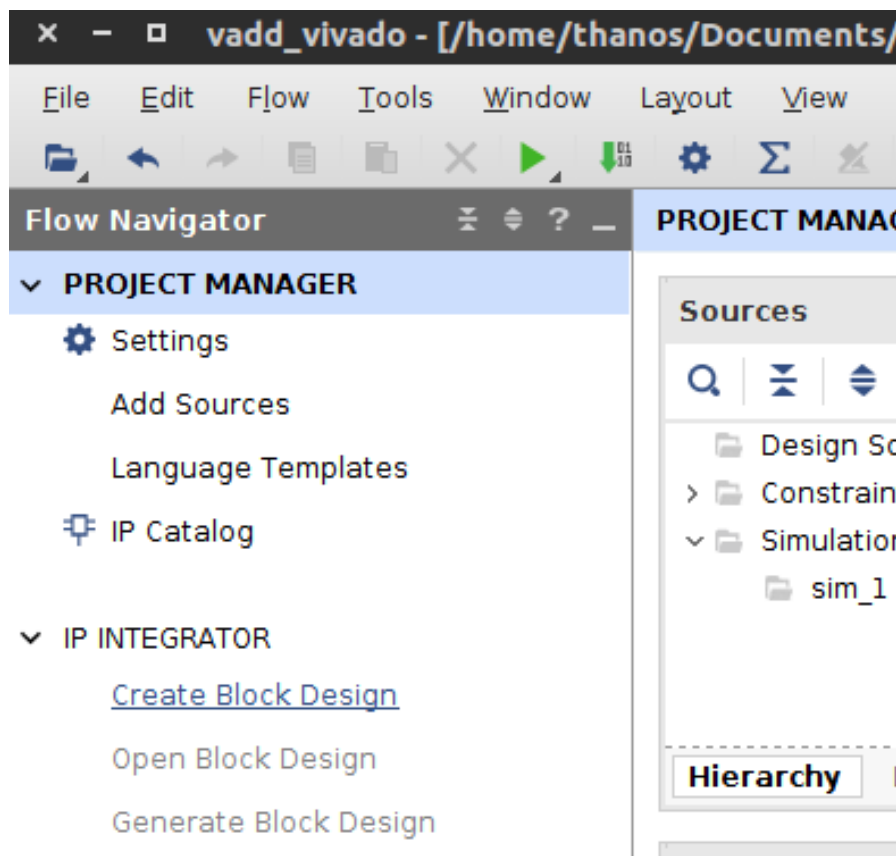 vadd_vivado - [/home/thanos/Documents/
File Edit Flow Tools Window Layout View
Flow Navigator
PROJECT MANAGER
Settings
Add Sources
Language Templates
IP Catalog
IP INTEGRATOR
Create Block Design
Open Block Design
Generate Block Design
PROJECT MANAG
Sources
Design So
Constrain
Simulation
sim_1
Hierarchy